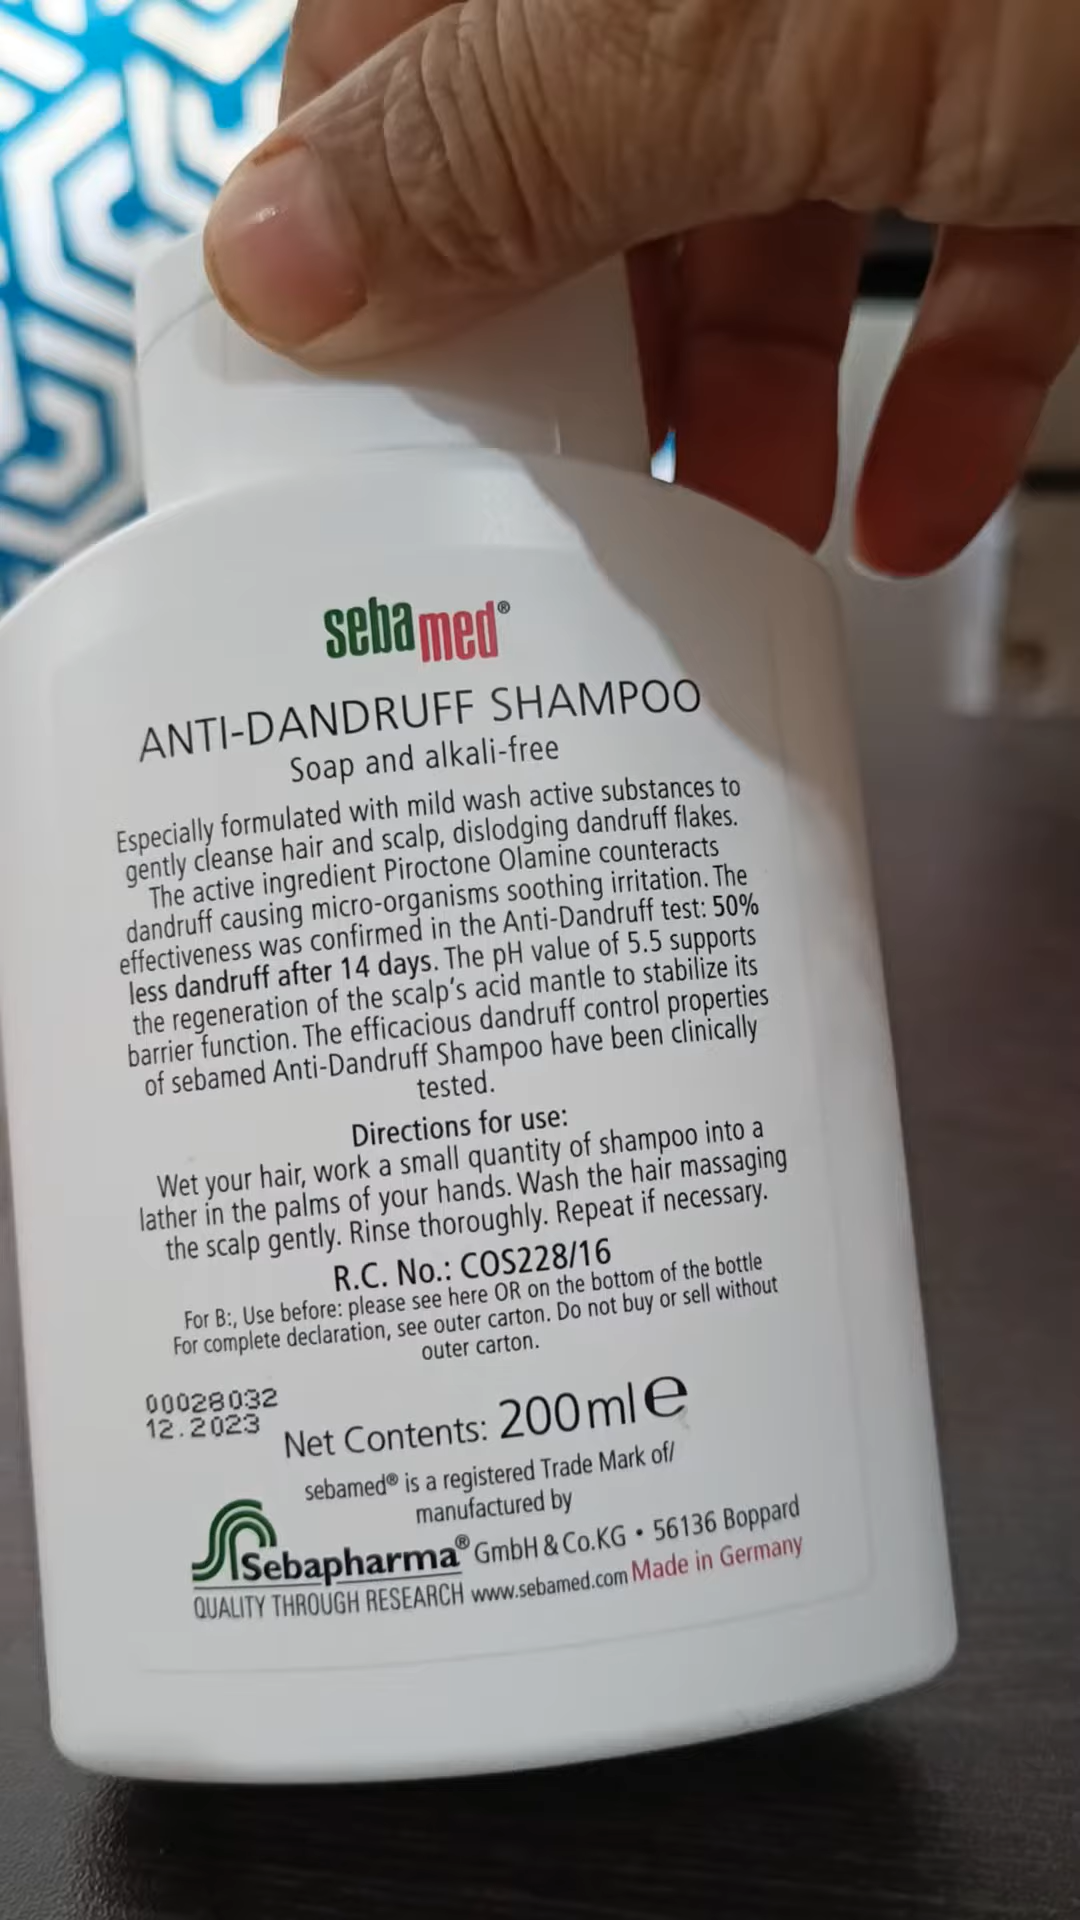 sebamed®
ANTI-DANDRUFF SHAMPOO
Soap and alkali-free
Especially formulated with mild wash active substances to
gently cleanse hair and scalp, dislodging dandruff flakes.
The active ingredient Piroctone Olamine counteracts
dandruff causing micro-organisms soothing irritation. The
effectiveness was confirmed in the Anti-Dandruff test: 50%
less dandruff after 14 days. The pH value of 5.5 supports
the regeneration of the scalp's acid mantle to stabilize its
barrier function. The efficacious dandruff control properties
of sebamed Anti-Dandruff Shampoo have been clinically
tested.
Directions for use:
Wet your hair, work a small quantity of shampoo into a
lather in the palms of your hands. Wash the hair massaging
the scalp gently. Rinse thoroughly. Repeat if necessary.
R.C. No.: COS228/16
For B:, Use before: please see here OR on the bottom of the bottle
For complete declaration, see outer carton. Do not buy or sell without
outer carton.
00028032
12.2023
Net Contents: 200ml e
sebamed® is a registered Trade Mark of/
manufactured by
Sebapharma® GmbH & Co.KG • 56136 Boppard
QUALITY THROUGH RESEARCH www.sebamed.com Made in Germany